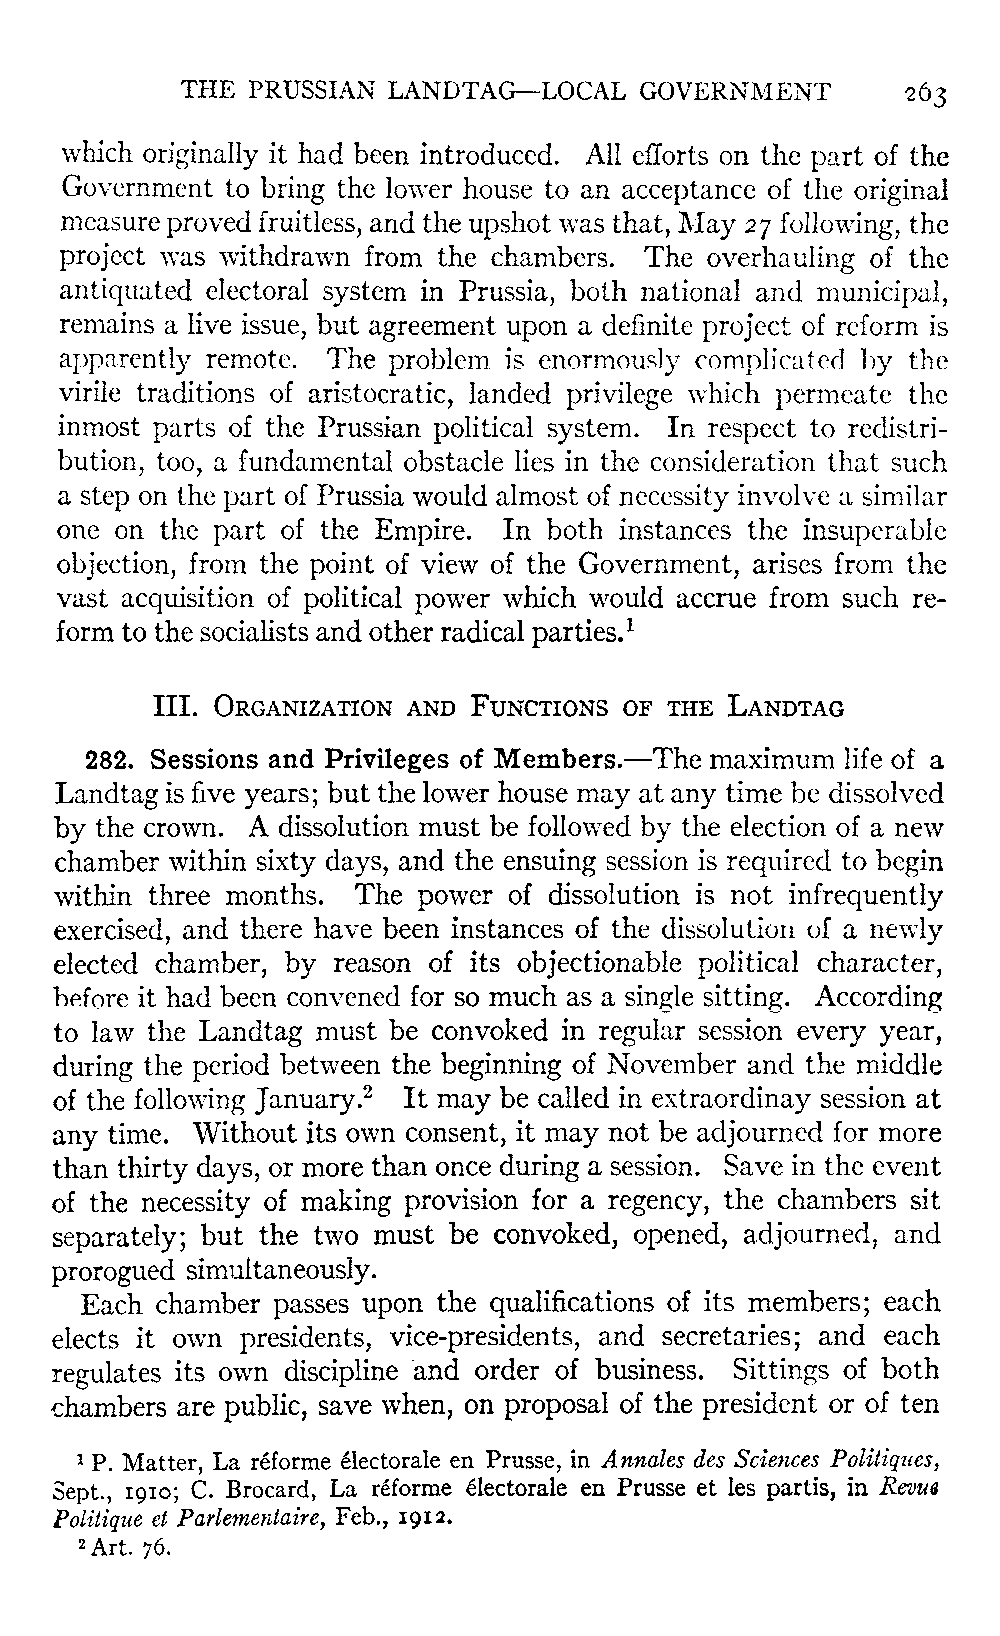 THE PRUSSIAN LANDTAG—LOCAL GOVERNMENT 263
which originally it had been introduced. All efforts on the part of the
Government to bring the lower house to an acceptance of the original
measure proved fruitless, and the upshot was that, May 27 following, the
project was withdrawn from the chambers. The overhauling of the
antiquated electoral system in Prussia, both national and municipal,
remains a live issue, but agreement upon a definite project of reform is
apparently remote. The problem is enormously complicated by the
virile traditions of aristocratic, landed privilege which permeate the
inmost parts of the Prussian political system. In respect to redistri-
bution, too, a fundamental obstacle lies in the consideration that such
a step on the part of Prussia would almost of necessity involve a similar
one on the part of the Empire. In both instances the insuperable
objection, from the point of view of the Government, arises from the
vast acquisition of political power which would accrue from such re-
form to the socialists and other radical parties.¹
III. ORGANIZATION AND FUNCTIONS OF THE LANDTAG
282. Sessions and Privileges of Members.—The maximum life of a
Landtag is five years; but the lower house may at any time be dissolved
by the crown. A dissolution must be followed by the election of a new
chamber within sixty days, and the ensuing session is required to begin
within three months. The power of dissolution is not infrequently
exercised, and there have been instances of the dissolution of a newly
elected chamber, by reason of its objectionable political character,
before it had been convened for so much as a single sitting. According
to law the Landtag must be convoked in regular session every year,
during the period between the beginning of November and the middle
of the following January.² It may be called in extraordinay session at
any time. Without its own consent, it may not be adjourned for more
than thirty days, or more than once during a session. Save in the event
of the necessity of making provision for a regency, the chambers sit
separately; but the two must be convoked, opened, adjourned, and
prorogued simultaneously.
Each chamber passes upon the qualifications of its members; each
elects it own presidents, vice-presidents, and secretaries; and each
regulates its own discipline and order of business. Sittings of both
chambers are public, save when, on proposal of the president or of ten
¹ P. Matter, La réforme électorale en Prusse, in Annales des Sciences Politiques,
Sept., 1910; C. Brocard, La réforme électorale en Prusse et les partis, in Revue
Politique et Parlementaire, Feb., 1912.
² Art. 76.